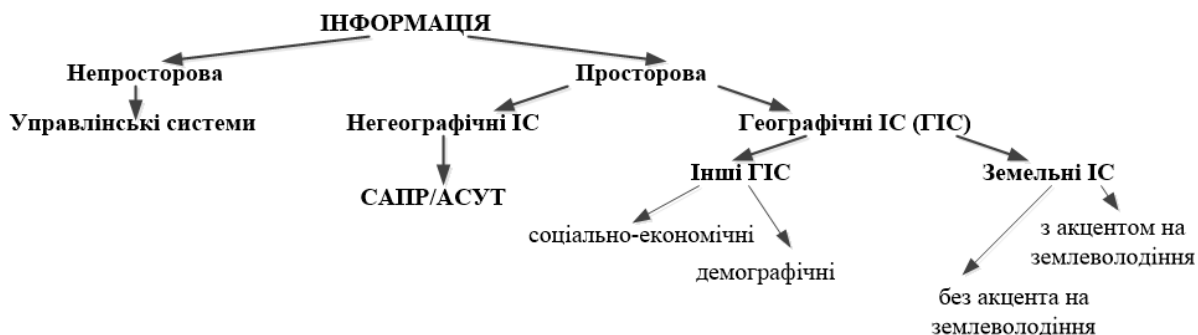 ІНФОРМАЦІЯ
Непросторова
Просторова
Управлінські системи
Негеографічні ІС
Географічні ІС (ГІС)
САПР/АСУТ
Інші ГІС
Земельні ІС
соціально-економічні
демографічні
з акцентом на
землеволодіння
без акцента на
землеволодіння